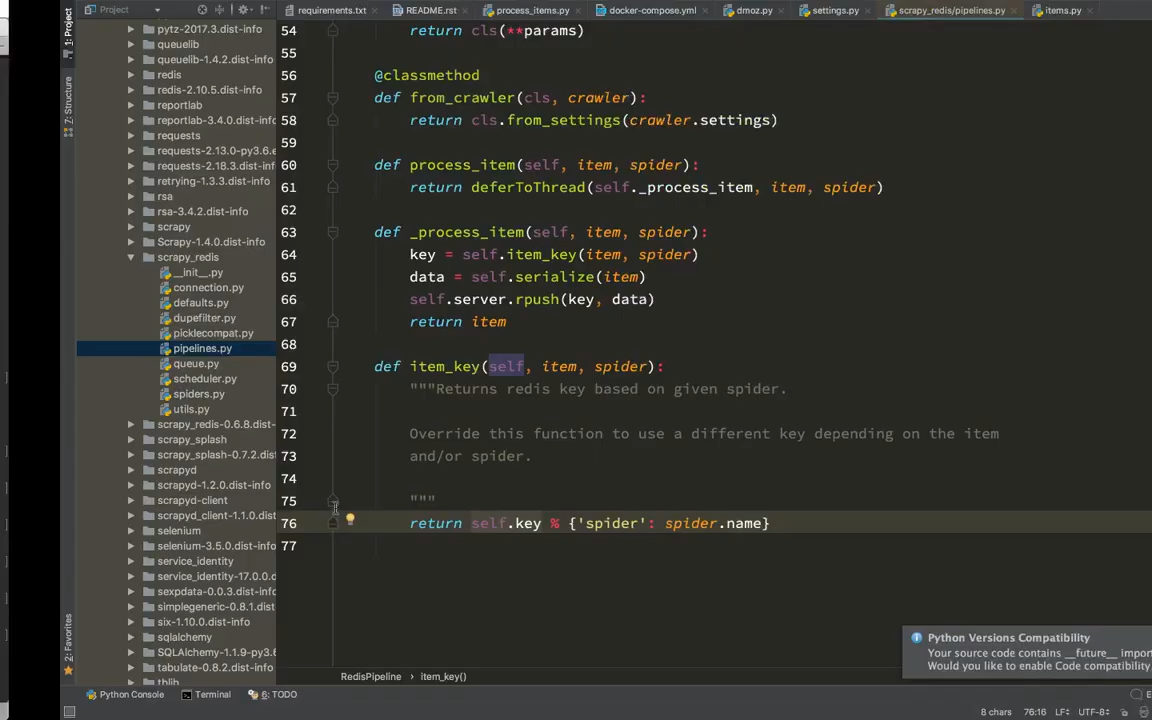 1: Project
Z: Structure
2: Favorites
Project
requirements.txt
README.rst
process_items.py
docker-compose.yml
dmoz.py
settings.py
scrapy_redis/pipelines.py
items.py
pytz-2017.3.dist-info
queuelib
queuelib-1.4.2.dist-info
redis
redis-2.10.5.dist-info
reportlab
reportlab-3.4.0.dist-info
requests
requests-2.13.0-py3.6.e
requests-2.18.3.dist-info
retrying-1.3.3.dist-info
rsa
rsa-3.4.2.dist-info
scrapy
Scrapy-1.4.0.dist-info
scrapy_redis
__init__.py
connection.py
defaults.py
dupefilter.py
picklecompat.py
pipelines.py
queue.py
scheduler.py
spiders.py
utils.py
scrapy_redis-0.6.8.dist-
scrapy_splash
scrapy_splash-0.7.2.dist-
scrapyd
scrapyd-1.2.0.dist-info
scrapyd-client
scrapyd_client-1.1.0.dist
selenium
selenium-3.5.0.dist-info
service_identity
service_identity-17.0.0.d
sexpdata-0.0.3.dist-info
simplegeneric-0.8.1.dist
six-1.10.0.dist-info
sqlalchemy
SQLAlchemy-1.1.9-py3.6
tabulate-0.8.2.dist-info
tblib
54 return cls(**params)
55
56 @classmethod
57 def from_crawler(cls, crawler):
58 return cls.from_settings(crawler.settings)
59
60 def process_item(self, item, spider):
61 return deferToThread(self._process_item, item, spider)
62
63 def _process_item(self, item, spider):
64 key = self.item_key(item, spider)
65 data = self.serialize(item)
66 self.server.rpush(key, data)
67 return item
68
69 def item_key(self, item, spider):
70 """Returns redis key based on given spider.
71
72 Override this function to use a different key depending on the item
73 and/or spider.
74
75 """
76 return self.key % {'spider': spider.name}
77
Python Versions Compatibility
Your source code contains __future__ impor
Would you like to enable Code compatibility
RedisPipeline › item_key()
Python Console
Terminal
6: TODO
8 chars 76:16 LF÷ UTF-8÷